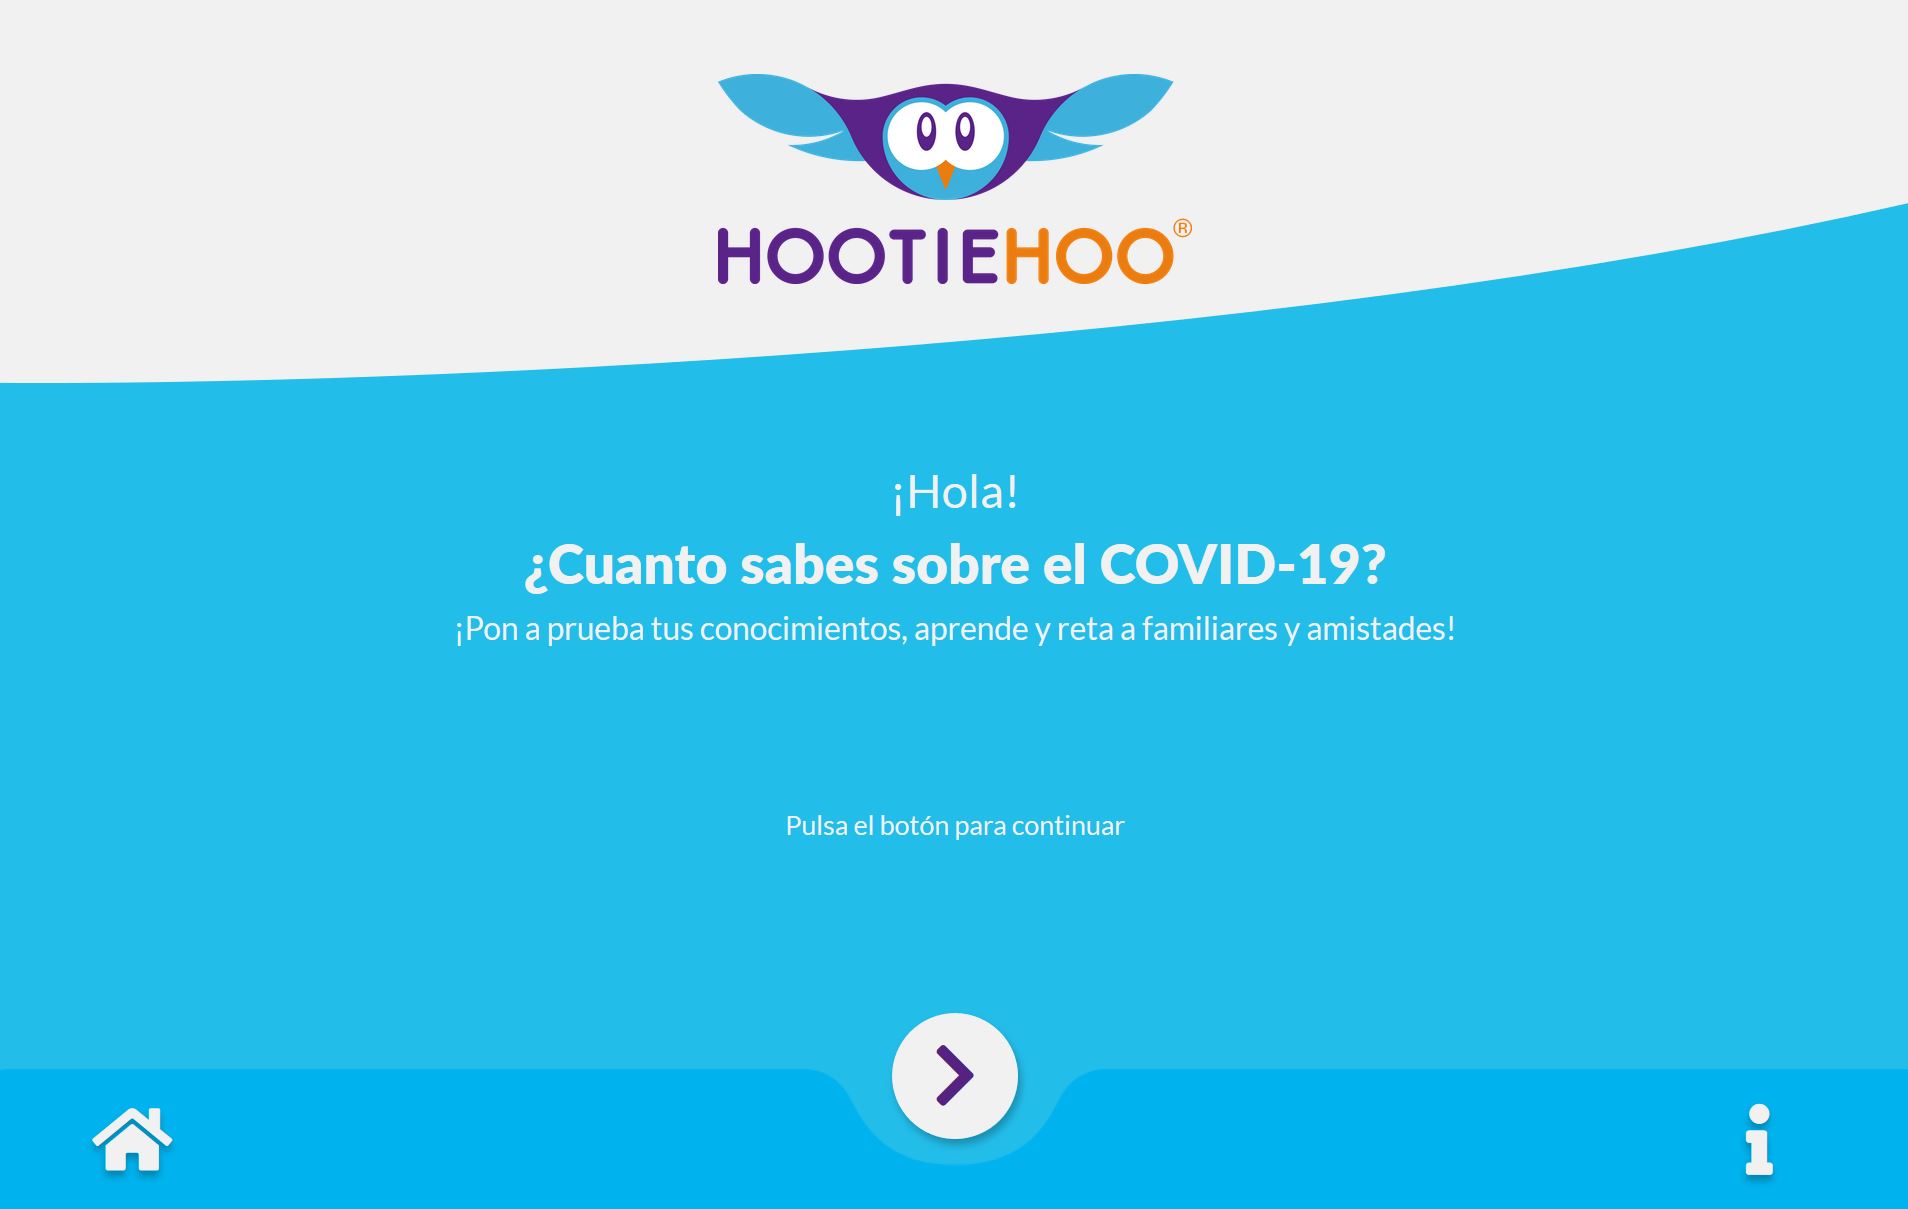 HOOTIEHOO®
¡Hola!
¿Cuanto sabes sobre el COVID-19?
¡Pon a prueba tus conocimientos, aprende y reta a familiares y amistades!
Pulsa el botón para continuar